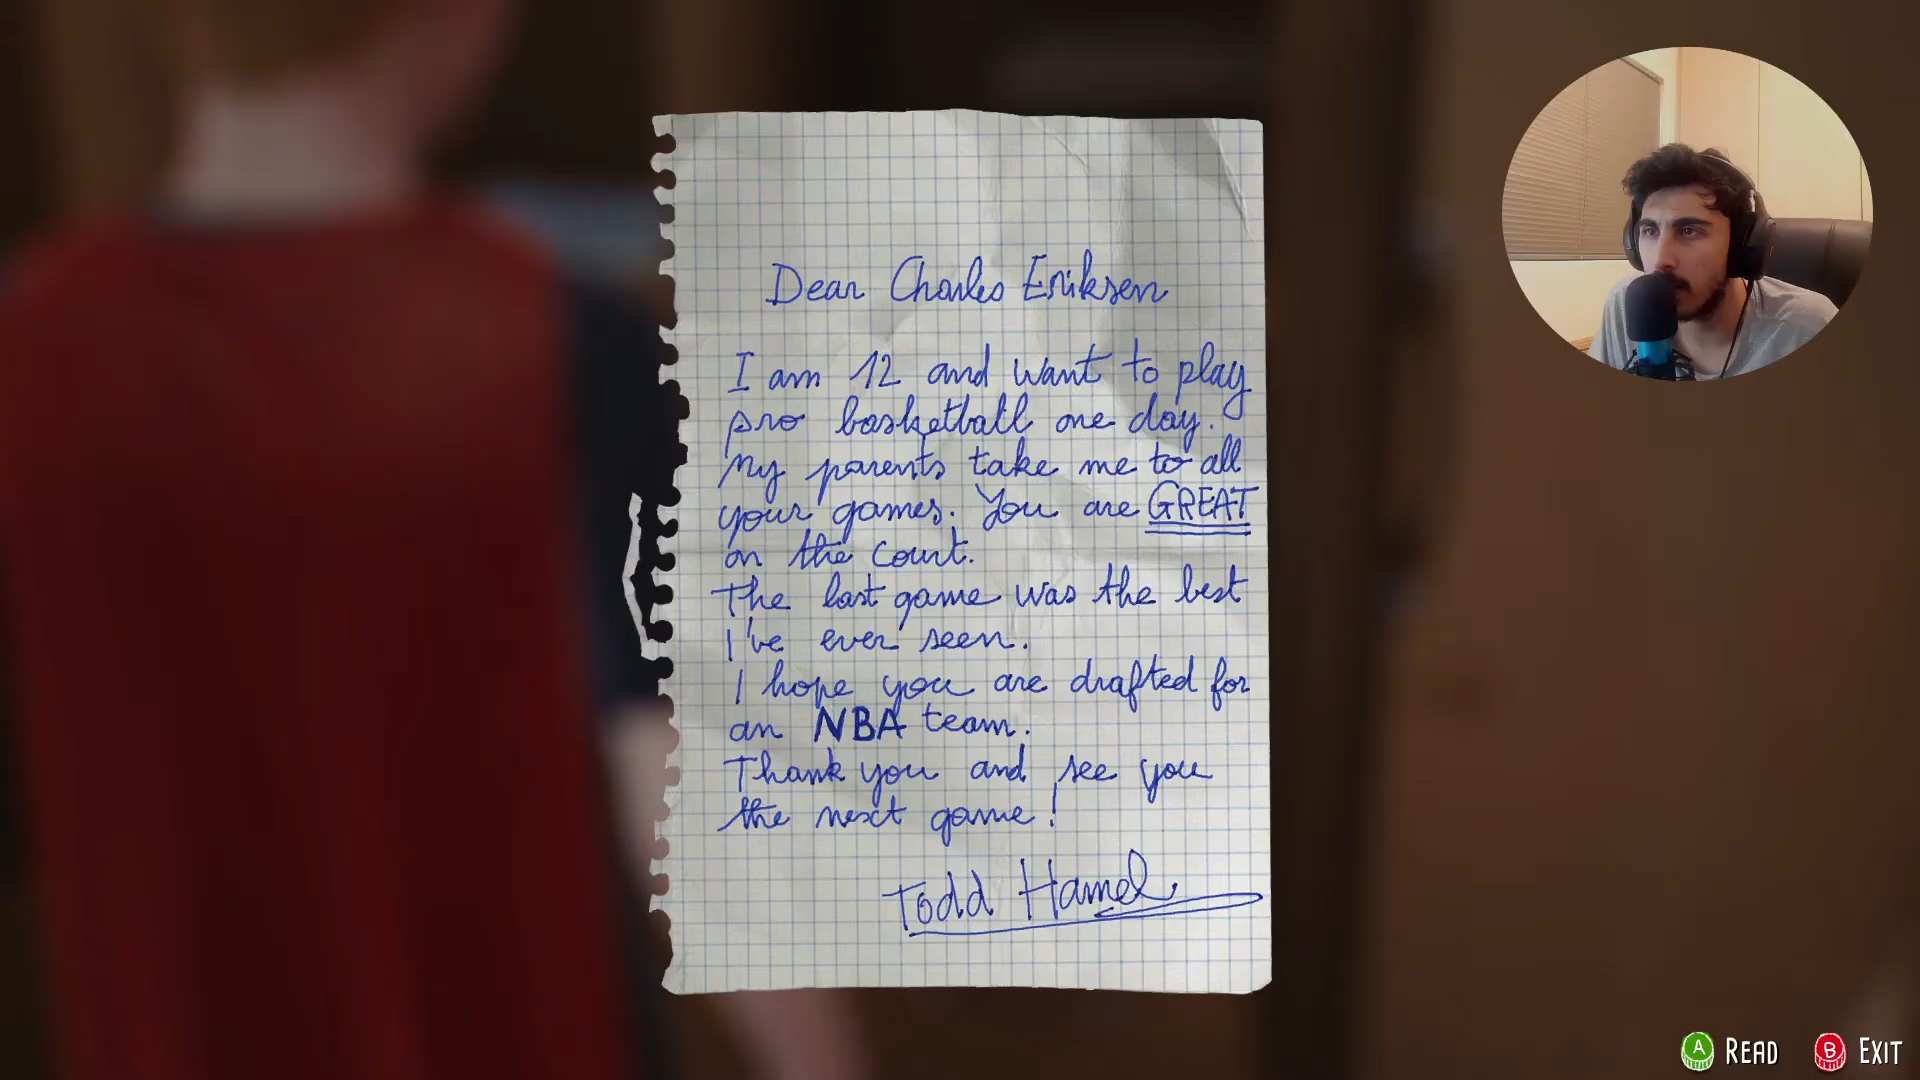 Dear Charles Eriksen
I am 12 and want to play
pro basketball one day.
My parents take me to all
your games. You are GREAT
on the court.
The last game was the best
I've ever seen.
I hope you are drafted for
an NBA team.
Thank you and see you
the next game!
Todd Hamel
A READ B EXIT